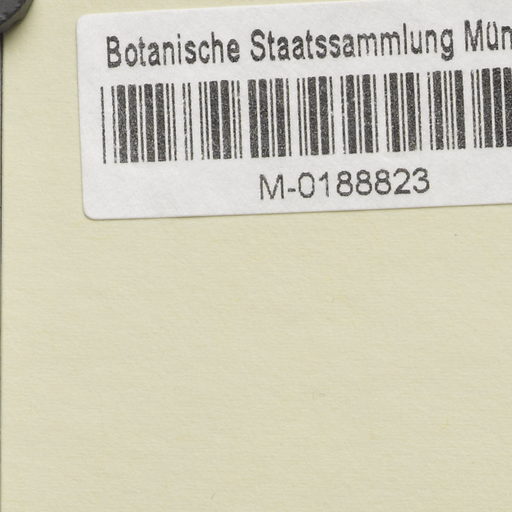 Botanische Staatssammlung Mün
M-0188823